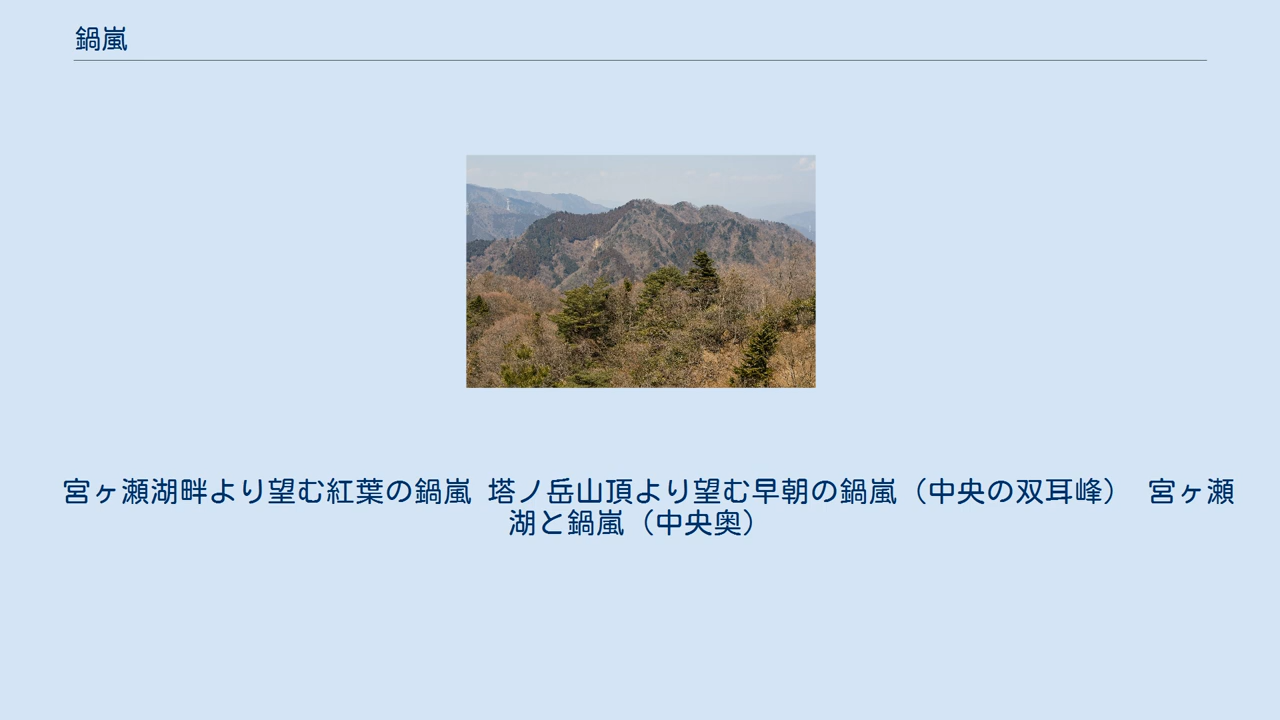 鍋嵐
宮ヶ瀬湖畔より望む紅葉の鍋嵐 塔ノ岳山頂より望む早朝の鍋嵐（中央の双耳峰） 宮ヶ瀬
湖と鍋嵐（中央奥）